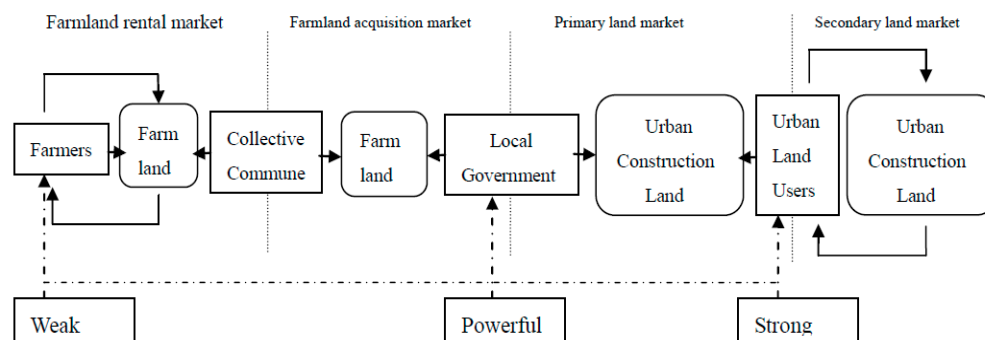 Farmland rental market
Farmland acquisition market
Primary land market
Secondary land market
Farmers
Farm
land
Collective
Commune
Farm
land
Local
Government
Urban
Construction
Land
Urban
Land
Users
Urban
Construction
Land
Weak
Powerful
Strong